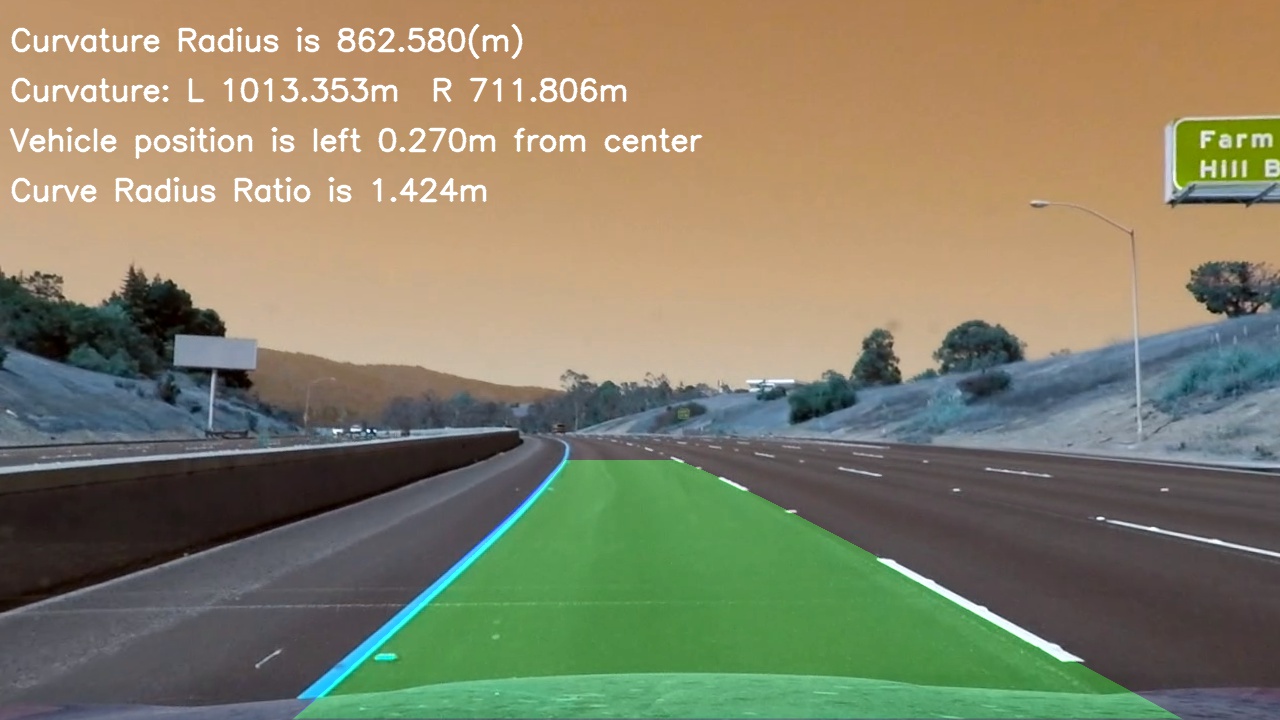 Curvature Radius is 862.580(m)
Curvature: L 1013.353m R 711.806m
Vehicle position is left 0.270m from center
Curve Radius Ratio is 1.424m
Farm
Hill B